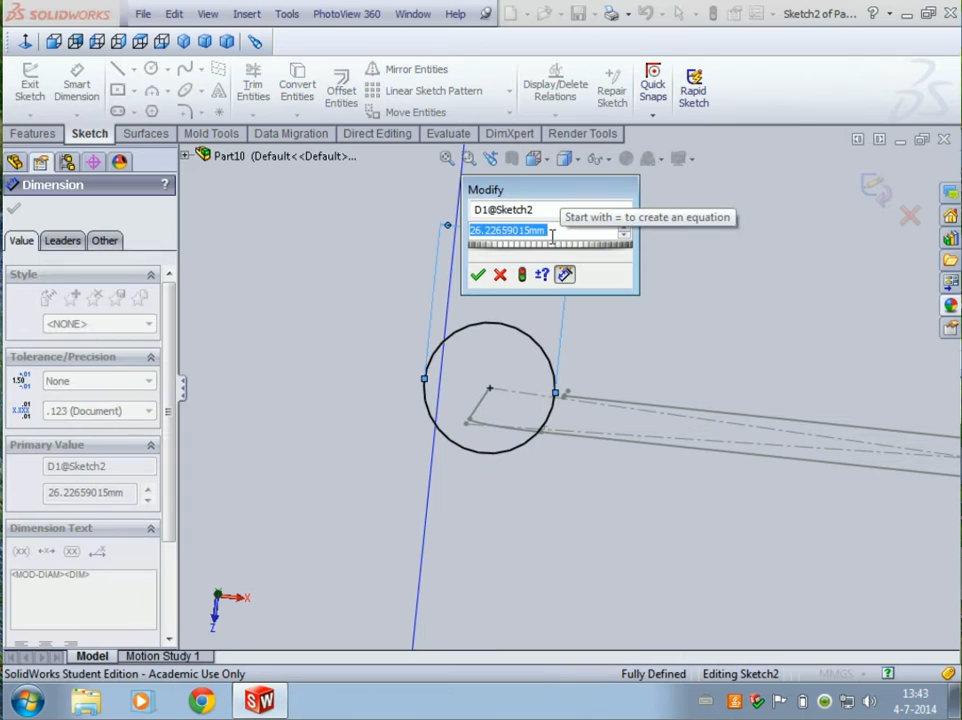 SOLIDWORKS
File Edit View Insert Tools PhotoView 360 Window Help
Sketch2 of Pa...
Exit Sketch
Smart Dimension
Trim Entities
Convert Entities
Offset Entities
Mirror Entities
Linear Sketch Pattern
Move Entities
Display/Delete Relations
Repair Sketch
Quick Snaps
Rapid Sketch
Features Sketch Surfaces Mold Tools Data Migration Direct Editing Evaluate DimXpert Render Tools
Part10 (Default<<Default>...
Dimension ?
Modify
D1@Sketch2
Start with = to create an equation
26.22659015mm
±?
Value Leaders Other
Style
<NONE>
Tolerance/Precision
1.50 None
.123 (Document)
Primary Value
D1@Sketch2
26.22659015mm
Dimension Text
(xx)
<MOD-DIAM><DIM>
X
Z
Model Motion Study 1
SolidWorks Student Edition - Academic Use Only Fully Defined Editing Sketch2 MMGS ?
13:43
4-7-2014